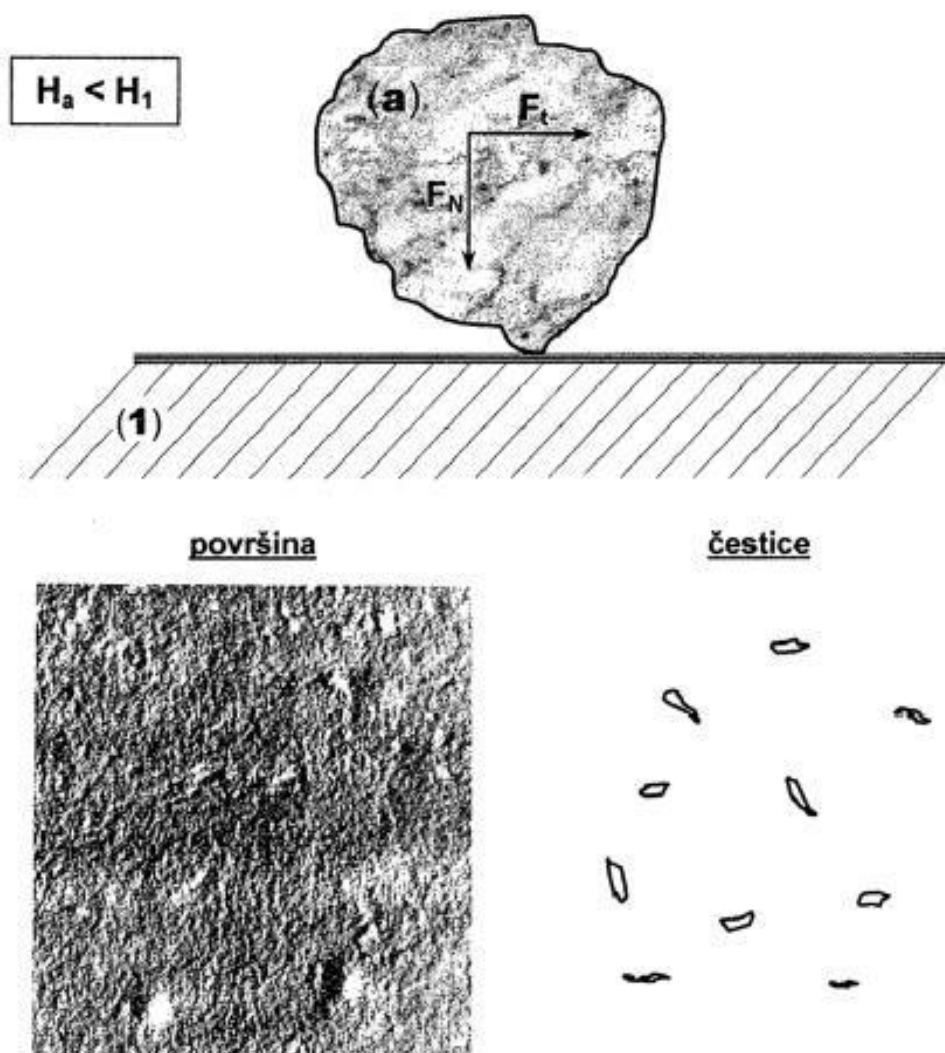 Hₐ < H₁
(a)
Fₜ
F_N
(1)
površina
čestice